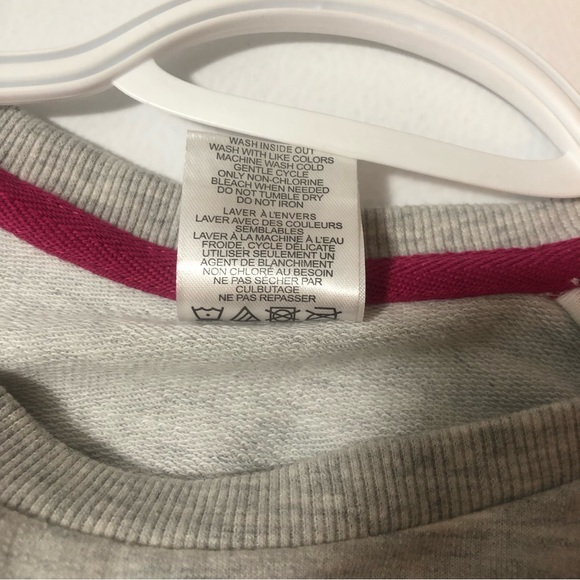 WASH INSIDE OUT
WASH WITH LIKE COLORS
MACHINE WASH COLD
GENTLE CYCLE
ONLY NON-CHLORINE
BLEACH WHEN NEEDED
DO NOT TUMBLE DRY
DO NOT IRON
LAVER À L'ENVERS
LAVER AVEC DES COULEURS
SEMBLABLES
LAVER À LA MACHINE À L'EAU
FROIDE, CYCLE DÉLICATE
UTILISER SEULEMENT UN
AGENT DE BLANCHIMENT
NON CHLORÉ AU BESOIN
NE PAS SÉCHER PAR
CULBUTAGE
NE PAS REPASSER